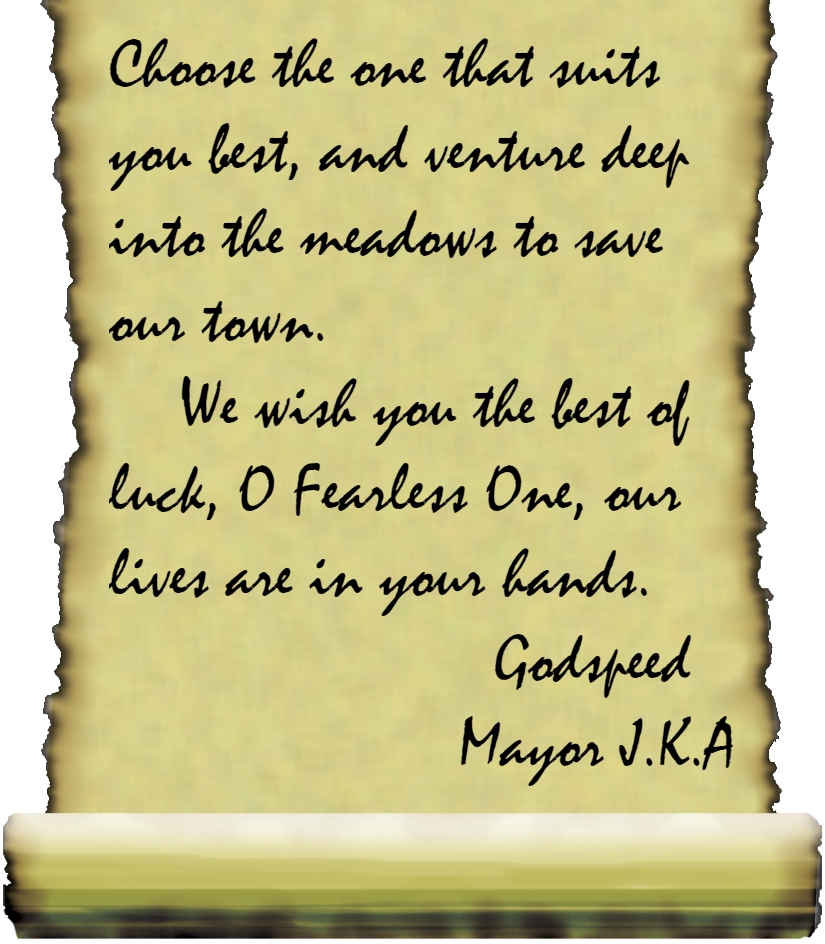 Choose the one that suits
you best, and venture deep
into the meadows to save
our town.
We wish you the best of
luck, O Fearless One, our
lives are in your hands.
Godspeed
Mayor J.K.A